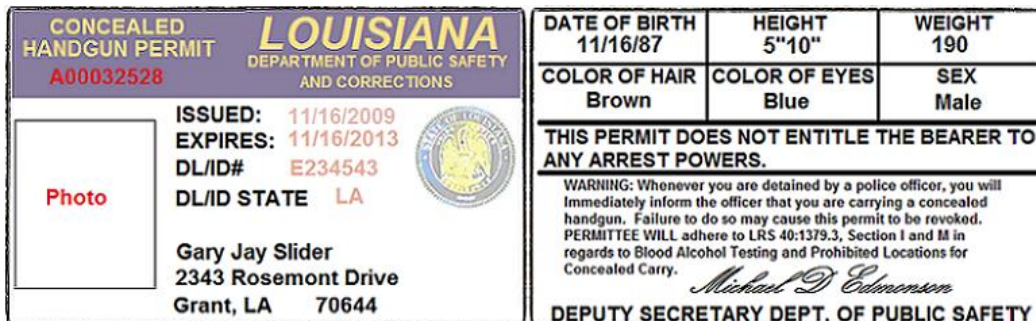 CONCEALED
HANDGUN PERMIT
A00032528
LOUISIANA
DEPARTMENT OF PUBLIC SAFETY
AND CORRECTIONS
Photo
ISSUED: 11/16/2009
EXPIRES: 11/16/2013
DL/ID# E234543
DL/ID STATE LA
Gary Jay Slider
2343 Rosemont Drive
Grant, LA 70644
DATE OF BIRTH HEIGHT WEIGHT
11/16/87 5"10" 190
COLOR OF HAIR COLOR OF EYES SEX
Brown Blue Male
THIS PERMIT DOES NOT ENTITLE THE BEARER TO
ANY ARREST POWERS.
WARNING: Whenever you are detained by a police officer, you will
Immediately inform the officer that you are carrying a concealed
handgun. Failure to do so may cause this permit to be revoked.
PERMITTEE WILL adhere to LRS 40:1379.3, Section I and M in
regards to Blood Alcohol Testing and Prohibited Locations for
Concealed Carry.
Michael D Edmonson
DEPUTY SECRETARY DEPT. OF PUBLIC SAFETY